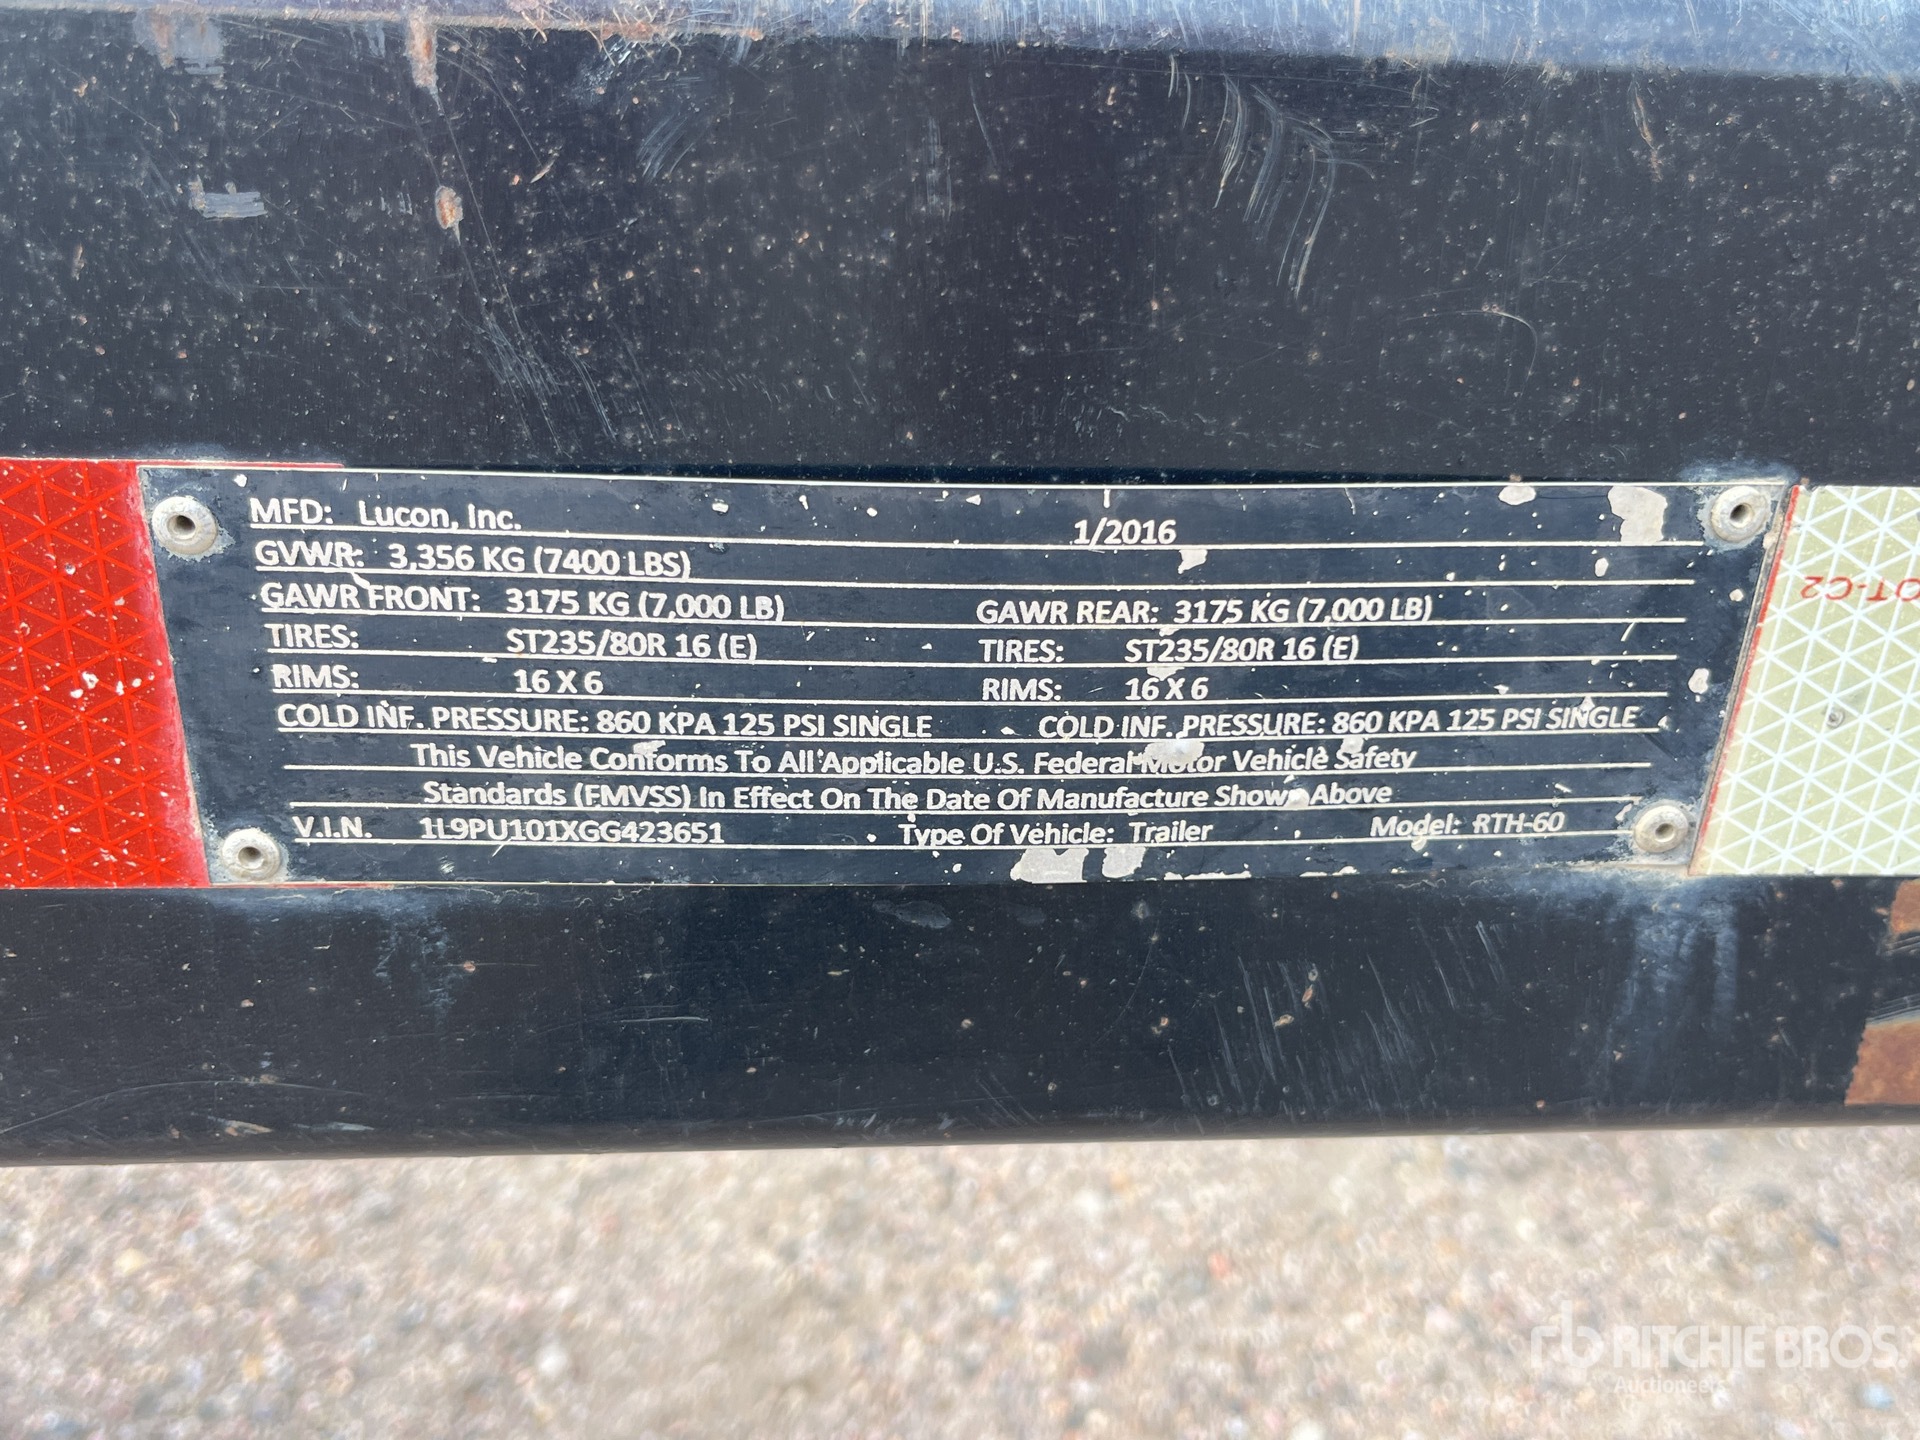 MFD: Lucon, Inc. 1/2016
GVWR: 3,356 KG (7400 LBS)
GAWR FRONT: 3175 KG (7,000 LB) GAWR REAR: 3175 KG (7,000 LB)
TIRES: ST235/80R 16 (E) TIRES: ST235/80R 16 (E)
RIMS: 16 X 6 RIMS: 16 X 6
COLD INF. PRESSURE: 860 KPA 125 PSI SINGLE COLD INF. PRESSURE: 860 KPA 125 PSI SINGLE
This Vehicle Conforms To All Applicable U.S. Federal Motor Vehicle Safety
Standards (FMVSS) In Effect On The Date Of Manufacture Shown Above
V.I.N. 1L9PU101XGG423651 Type Of Vehicle: Trailer Model: RTH-60
OT-C2
rb RITCHIE BROS.
Auctioneers